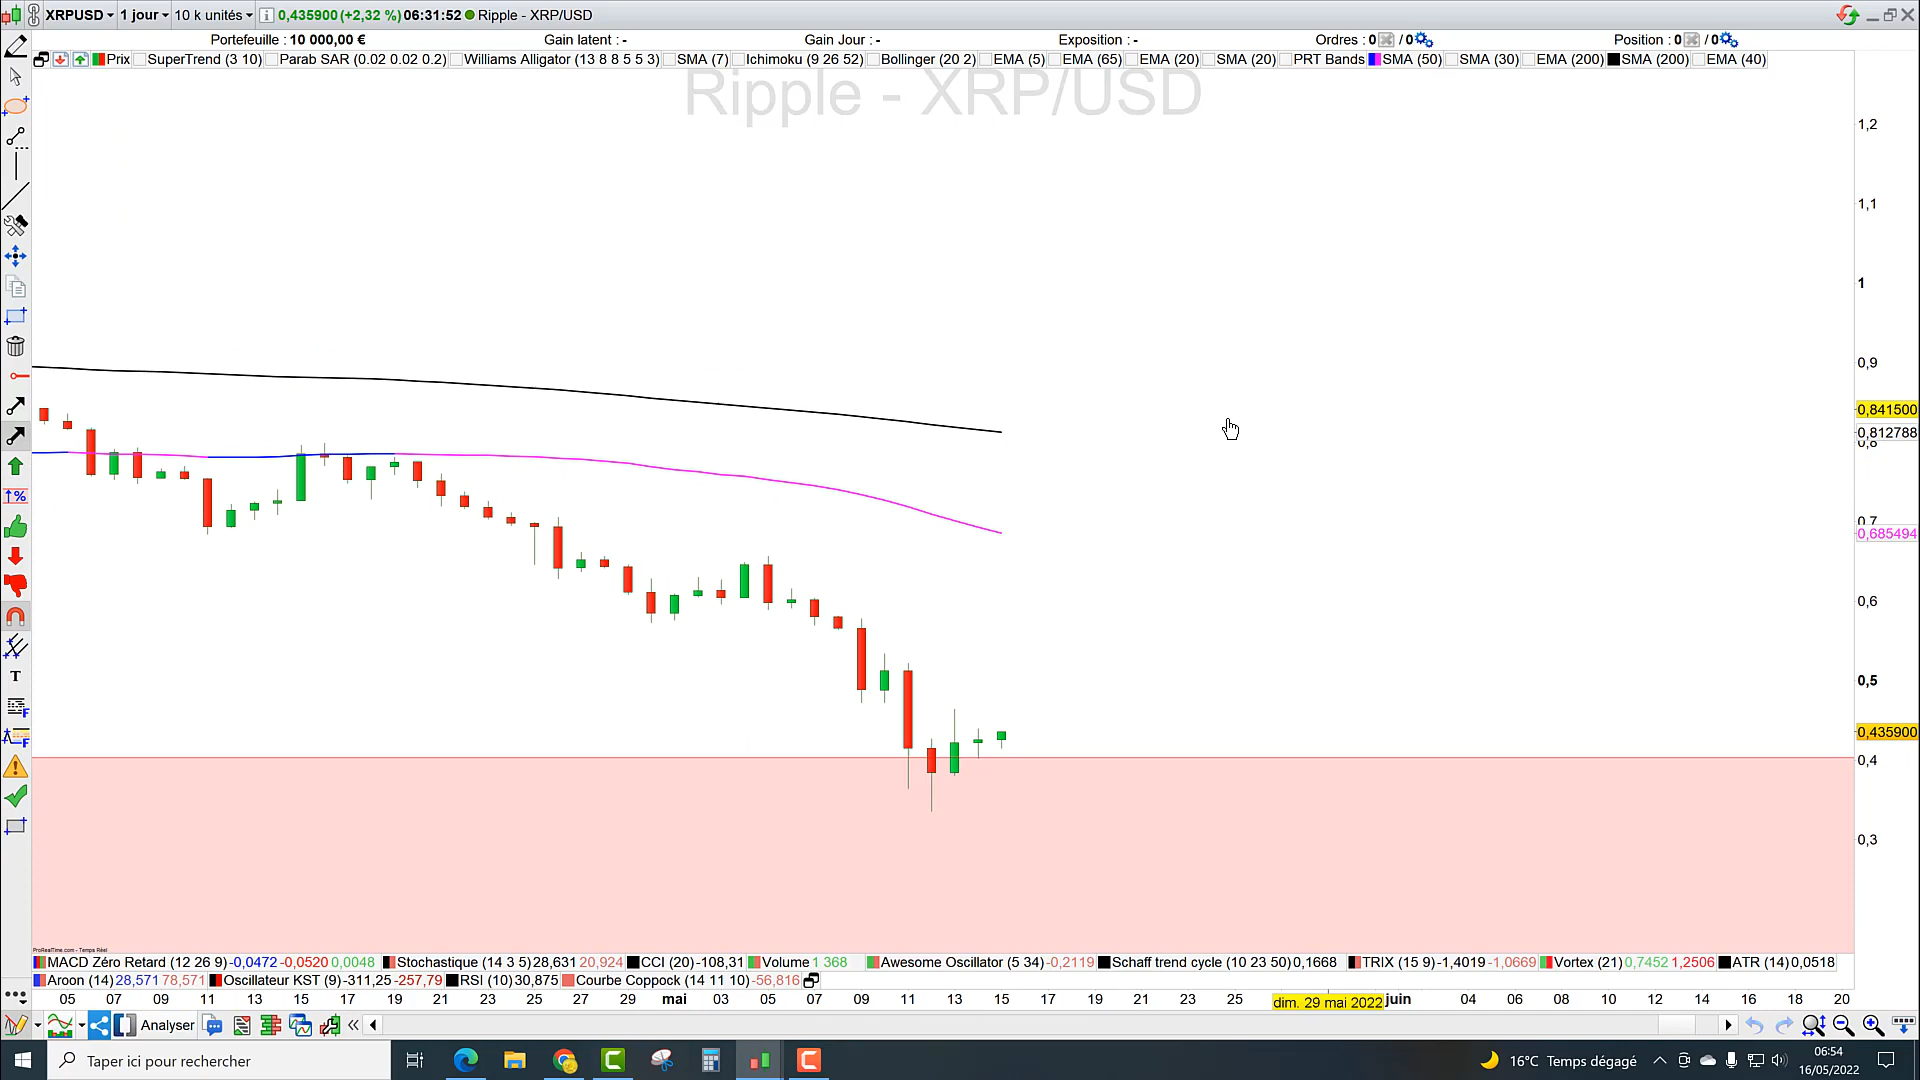 XRPUSD 1 jour 10 k unités 0,435900 (+2,32 %) 06:31:52 Ripple - XRP/USD
Portefeuille : 10 000,00 € Gain latent : - Gain Jour : - Exposition : - Ordres : 0 / 0 Position : 0 / 0
Prix SuperTrend (3 10) Parab SAR (0.02 0.02 0.2) Williams Alligator (13 8 8 5 5 3) SMA (7) Ichimoku (9 26 52) Bollinger (20 2) EMA (5) EMA (65) EMA (20) SMA (20) PRT Bands SMA (50) SMA (30) EMA (200) SMA (200) EMA (40)
Ripple - XRP/USD
1,2
1,1
1
0,9
0,841500
0,812788
0,8
0,7
0,685494
0,6
0,5
0,435900
0,4
0,3
%
T
F
F
ProRealTime.com - Temps Réel
MACD Zéro Retard (12 26 9) -0,0472 -0,0520 0,0048 Stochastique (14 3 5) 28,631 20,924 CCI (20) -108,31 Volume 1 368 Awesome Oscillator (5 34) -0,2119 Schaff trend cycle (10 23 50) 0,1668 TRIX (15 9) -1,4019 -1,0669 Vortex (21) 0,7452 1,2506 ATR (14) 0,0518
Aroon (14) 28,571 78,571 Oscillateur KST (9) -311,25 -257,79 RSI (10) 30,875 Courbe Coppock (14 11 10) -56,816
05 07 09 11 13 15 17 19 21 23 25 27 29 mai 03 05 07 09 11 13 15 17 19 21 23 25 dim. 29 mai 2022 juin 04 06 08 10 12 14 16 18 20
Analyser
Taper ici pour rechercher
16°C Temps dégagé
06:54
16/05/2022